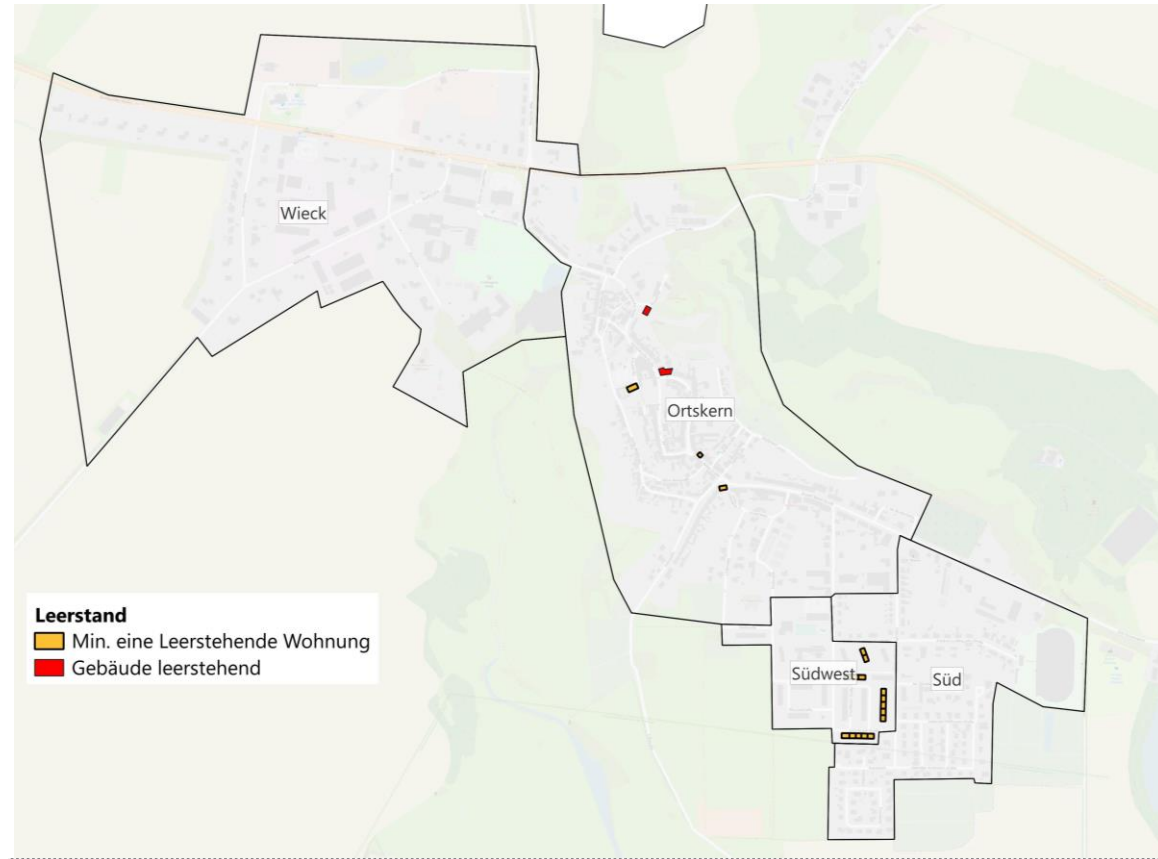 Wieck
Ortskern
Südwest
Süd
Leerstand
Min. eine Leerstehende Wohnung
Gebäude leerstehend